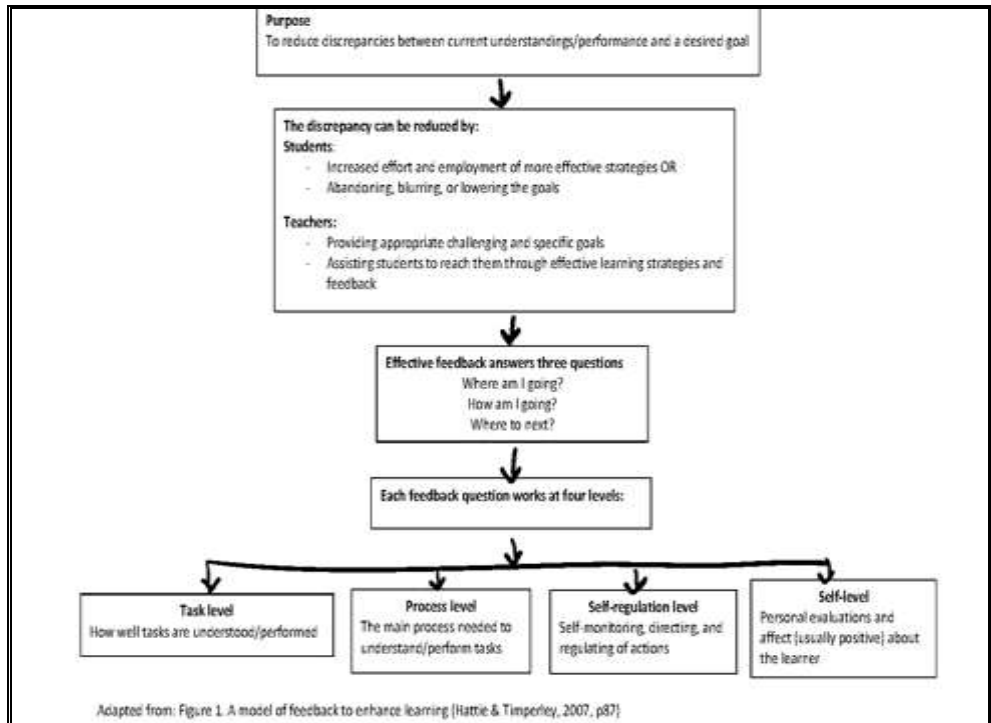 Purpose
To reduce discrepancies between current understandings/performance and a desired goal
The discrepancy can be reduced by:
Students:
- Increased effort and employment of more effective strategies OR
- Abandoning, blurring, or lowering the goals
Teachers:
- Providing appropriate challenging and specific goals
- Assisting students to reach them through effective learning strategies and
feedback
Effective feedback answers three questions
Where am I going?
How am I going?
Where to next?
Each feedback question works at four levels:
Task level
How well tasks are understood/performed
Process level
The main process needed to
understand/perform tasks
Self-regulation level
Self-monitoring, directing, and
regulating of actions
Self-level
Personal evaluations and
affect (usually positive) about
the learner
Adapted from: Figure 1. A model of feedback to enhance learning (Hattie & Timperley, 2007, p87)